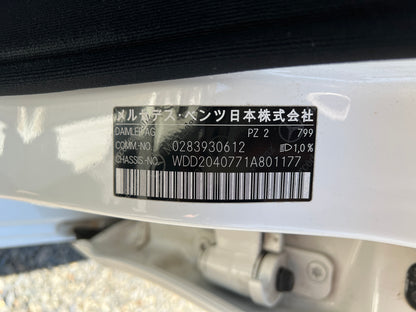 メルセデス・ベンツ日本株式会社
DAIMLER AG PZ 2 799
COMM.-NO. 0283930612 1,0 %
CHASSIS-NO. WDD2040771A801177